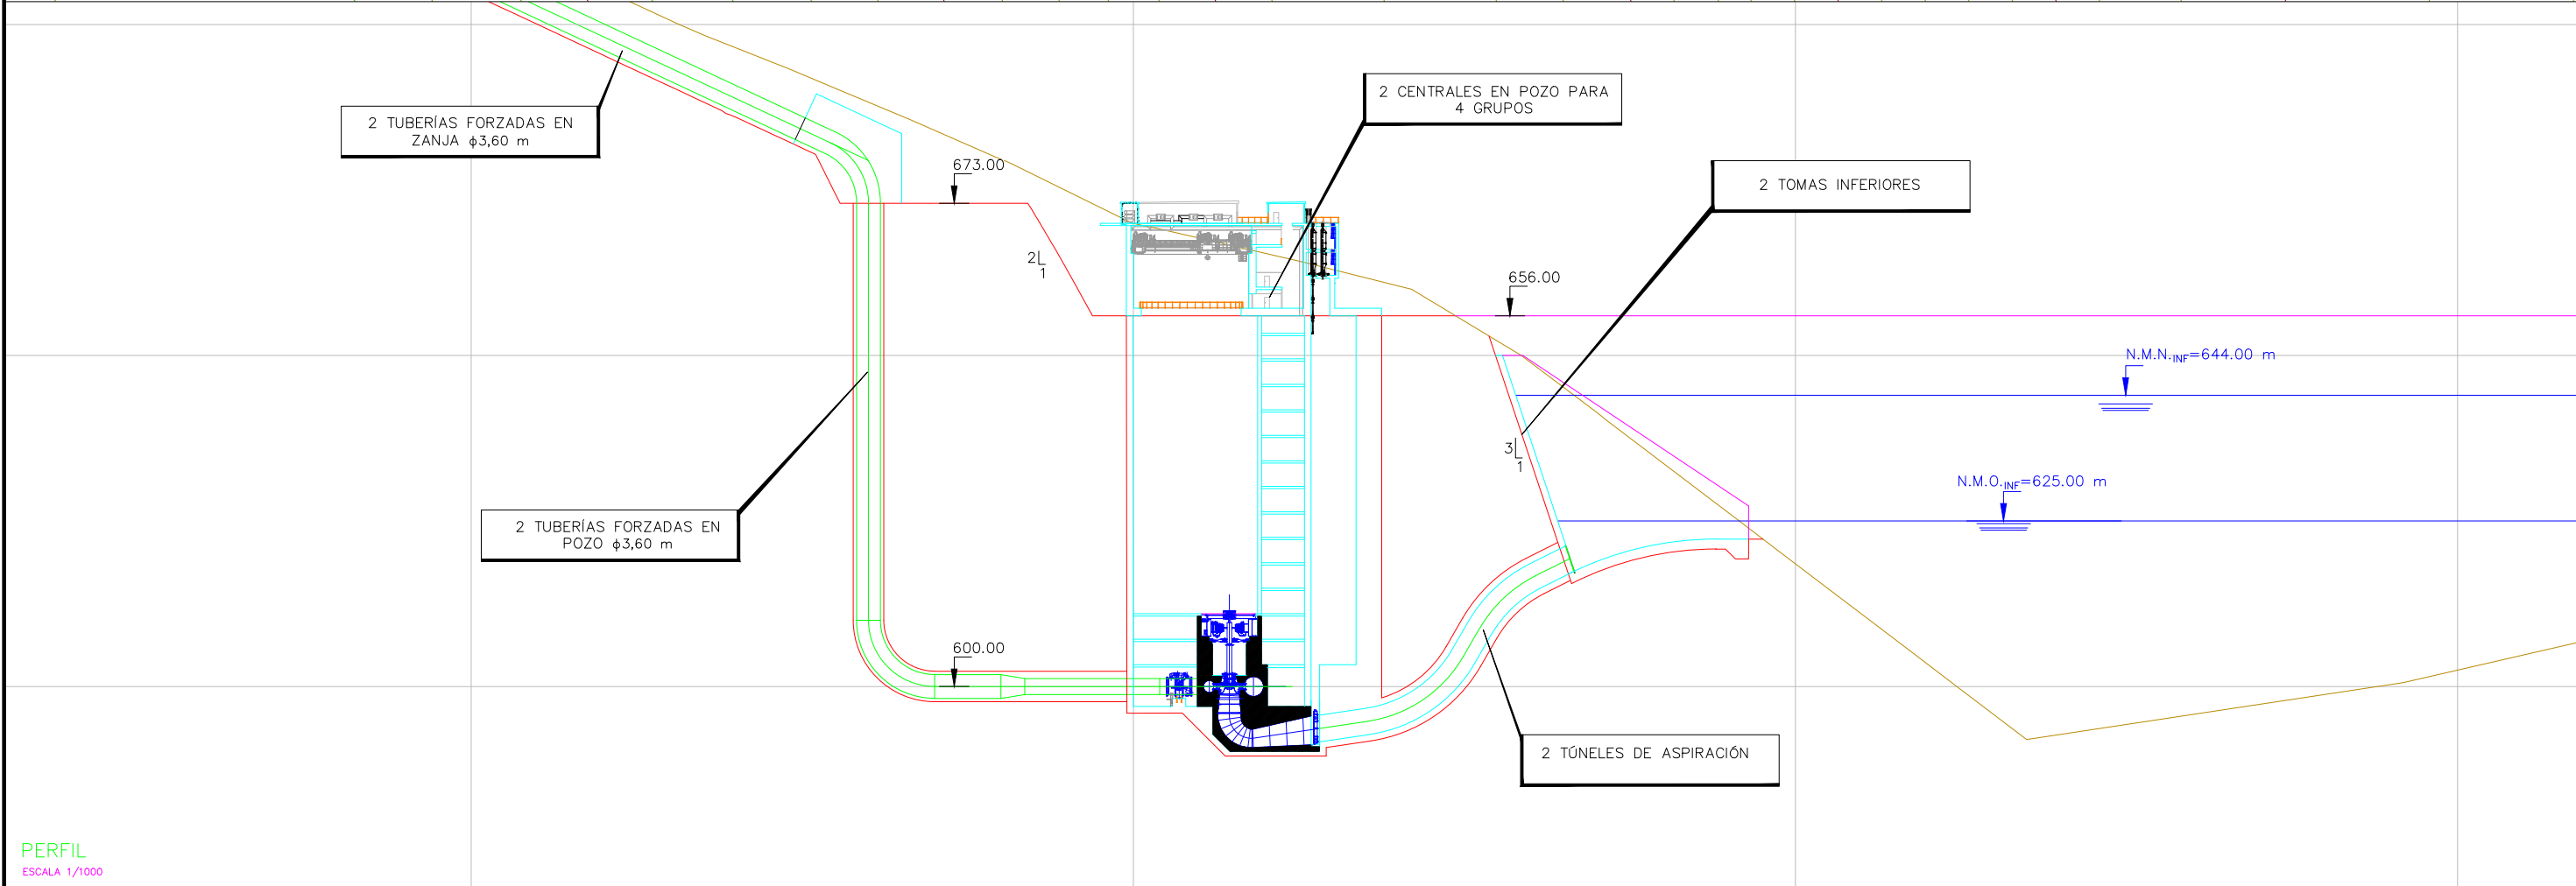 2 TUBERÍAS FORZADAS EN
ZANJA ϕ3,60 m
2 CENTRALES EN POZO PARA
4 GRUPOS
2 TOMAS INFERIORES
673.00
2
1
656.00
N.M.N.INF=644.00 m
3
1
N.M.O.INF=625.00 m
2 TUBERÍAS FORZADAS EN
POZO ϕ3,60 m
600.00
2 TÚNELES DE ASPIRACIÓN
PERFIL
ESCALA 1/1000